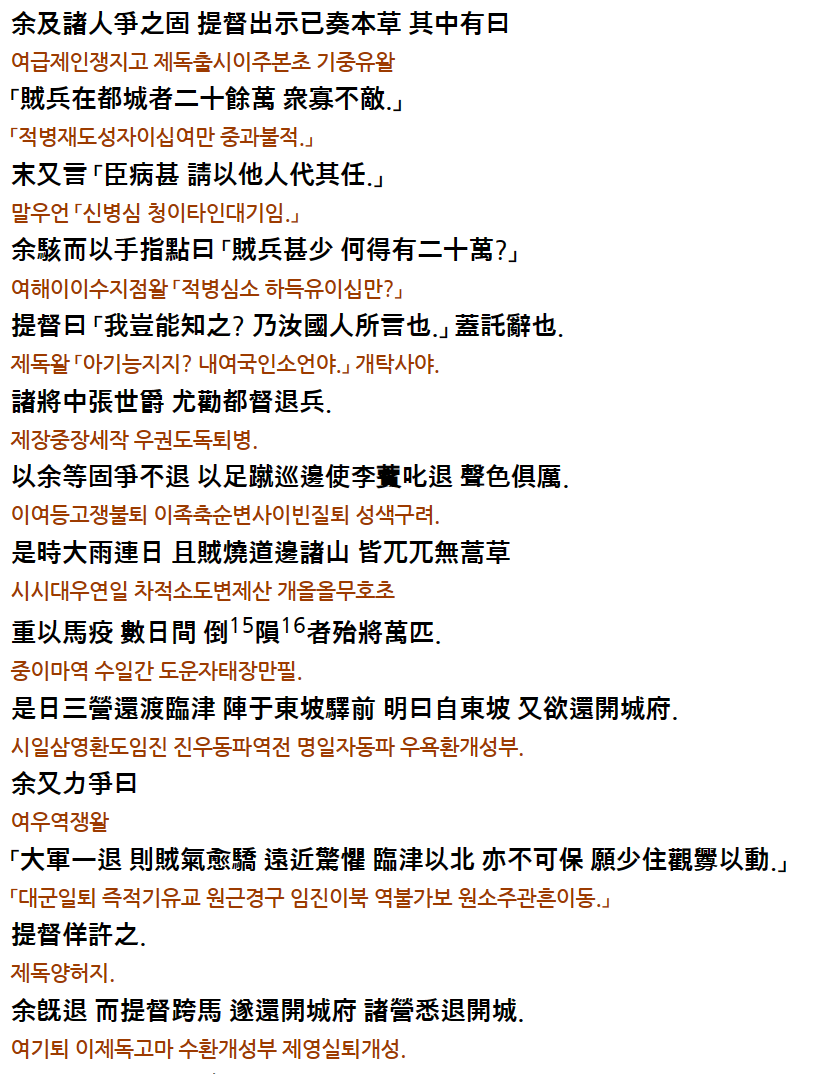 余及諸人爭之固 提督出示已奏本草 其中有曰
여급제인쟁지고 제독출시이주본초 기중유왈
「賊兵在都城者二十餘萬 衆寡不敵.」
「적병재도성자이십여만 중과불적.」
末又言 「臣病甚 請以他人代其任.」
말우언 「신병심 청이타인대기임.」
余駭而以手指點曰 「賊兵甚少 何得有二十萬?」
여해이이수지점왈 「적병심소 하득유이십만?」
提督曰 「我豈能知之? 乃汝國人所言也.」 蓋託辭也.
제독왈 「아기능지지? 내여국인소언야.」 개탁사야.
諸將中張世爵 尤勸都督退兵.
제장중장세작 우권도독퇴병.
以余等固爭不退 以足蹴巡邊使李薲叱退 聲色俱厲.
이여등고쟁불퇴 이족축순변사이빈질퇴 성색구려.
是時大雨連日 且賊燒道邊諸山 皆兀兀無蒿草
시시대우연일 차적소도변제산 개올올무호초
重以馬疫 數日間 倒15隕16者殆將萬匹.
중이마역 수일간 도운자태장만필.
是日三營還渡臨津 陣于東坡驛前 明日自東坡 又欲還開城府.
시일삼영환도임진 진우동파역전 명일자동파 우욕환개성부.
余又力爭曰
여우역쟁왈
「大軍一退 則賊氣愈驕 遠近驚懼 臨津以北 亦不可保 願少住觀釁以動.」
「대군일퇴 즉적기유교 원근경구 임진이북 역불가보 원소주관흔이동.」
提督佯許之.
제독양허지.
余旣退 而提督跨馬 遂還開城府 諸營悉退開城.
여기퇴 이제독고마 수환개성부 제영실퇴개성.